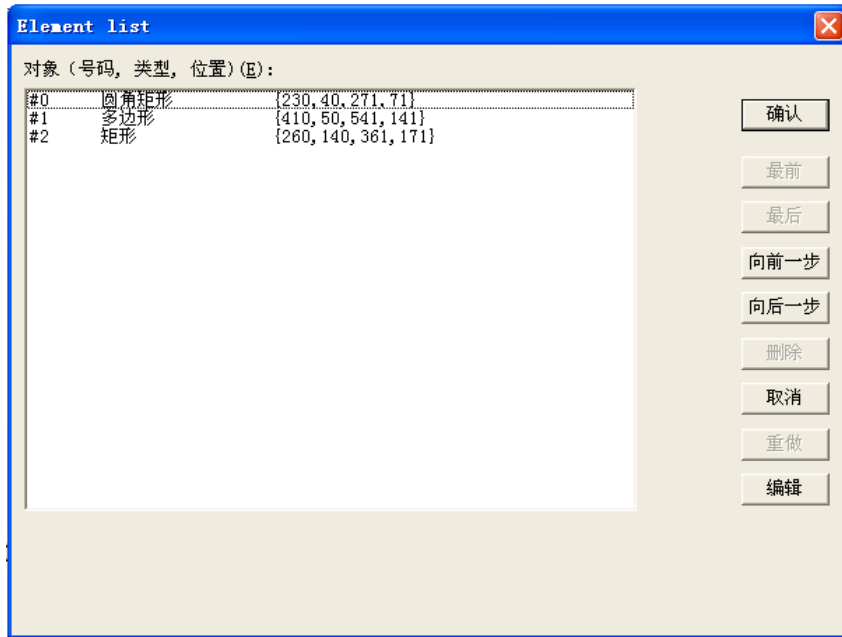 Element list
对象（号码, 类型, 位置)(E):
#0 圆角矩形 {230,40,271,71}
#1 多边形 {410,50,541,141}
#2 矩形 {260,140,361,171}
确认
最前
最后
向前一步
向后一步
删除
取消
重做
编辑